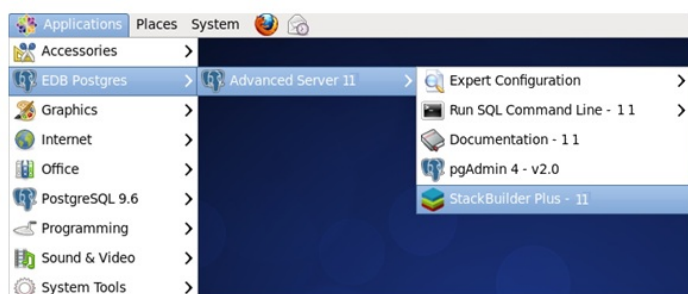 Applications Places System
Accessories
EDB Postgres
Advanced Server 11
Expert Configuration
Graphics
Run SQL Command Line - 11
Internet
Documentation - 11
Office
pgAdmin 4 - v2.0
PostgreSQL 9.6
StackBuilder Plus - 11
Programming
Sound & Video
System Tools